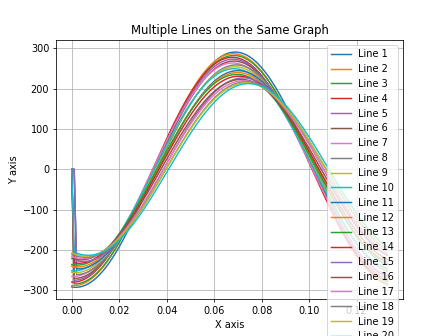 Multiple Lines on the Same Graph
Y axis
300
200
100
0
−100
−200
−300
0.00
0.02
0.04
0.06
0.08
0.10
X axis
Line 1
Line 2
Line 3
Line 4
Line 5
Line 6
Line 7
Line 8
Line 9
Line 10
Line 11
Line 12
Line 13
Line 14
Line 15
Line 16
Line 17
Line 18
Line 19
Line 20